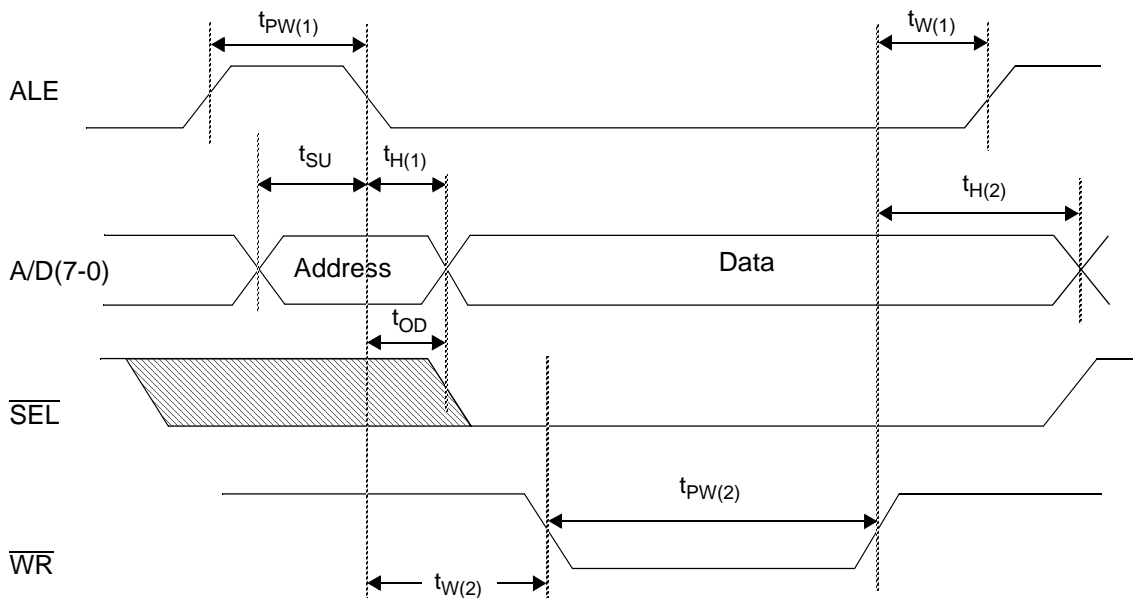 tPW(1)
tW(1)
ALE
tSU
tH(1)
tH(2)
A/D(7-0)
Address
Data
tOD
SEL
tPW(2)
WR
tW(2)